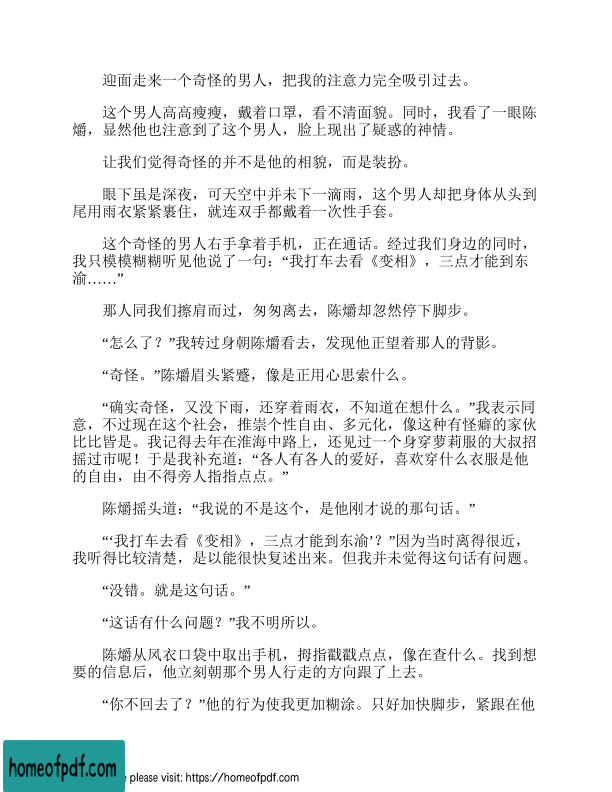 迎面走来一个奇怪的男人，把我的注意力完全吸引过去。
这个男人高高瘦瘦，戴着口罩，看不清面貌。同时，我看了一眼陈
爝，显然他也注意到了这个男人，脸上现出了疑惑的神情。
让我们觉得奇怪的并不是他的相貌，而是装扮。
眼下虽是深夜，可天空中并未下一滴雨，这个男人却把身体从头到
尾用雨衣紧紧裹住，就连双手都戴着一次性手套。
这个奇怪的男人右手拿着手机，正在通话。经过我们身边的同时，
我只模模糊糊听见他说了一句：“我打车去看《变相》，三点才能到东
渝……”
那人同我们擦肩而过，匆匆离去，陈爝却忽然停下脚步。
“怎么了？”我转过身朝陈爝看去，发现他正望着那人的背影。
“奇怪。”陈爝眉头紧蹙，像是正用心思索什么。
“确实奇怪，又没下雨，还穿着雨衣，不知道在想什么。”我表示同
意，不过现在这个社会，推崇个性自由、多元化，像这种有怪癖的家伙
比比皆是。我记得去年在淮海中路上，还见过一个身穿萝莉服的大叔招
摇过市呢！于是我补充道：“各人有各人的爱好，喜欢穿什么衣服是他
的自由，由不得旁人指指点点。”
陈爝摇头道：“我说的不是这个，是他刚才说的那句话。”
“‘我打车去看《变相》，三点才能到东渝’？”因为当时离得很近，
我听得比较清楚，是以能很快复述出来。但我并未觉得这句话有问题。
“没错。就是这句话。”
“这话有什么问题？”我不明所以。
陈爝从风衣口袋中取出手机，拇指戳戳点点，像在查什么。找到想
要的信息后，他立刻朝那个男人行走的方向跟了上去。
“你不回去了？”他的行为使我更加糊涂。只好加快脚步，紧跟在他
homeofpdf.com
e please visit: https://homeofpdf.com